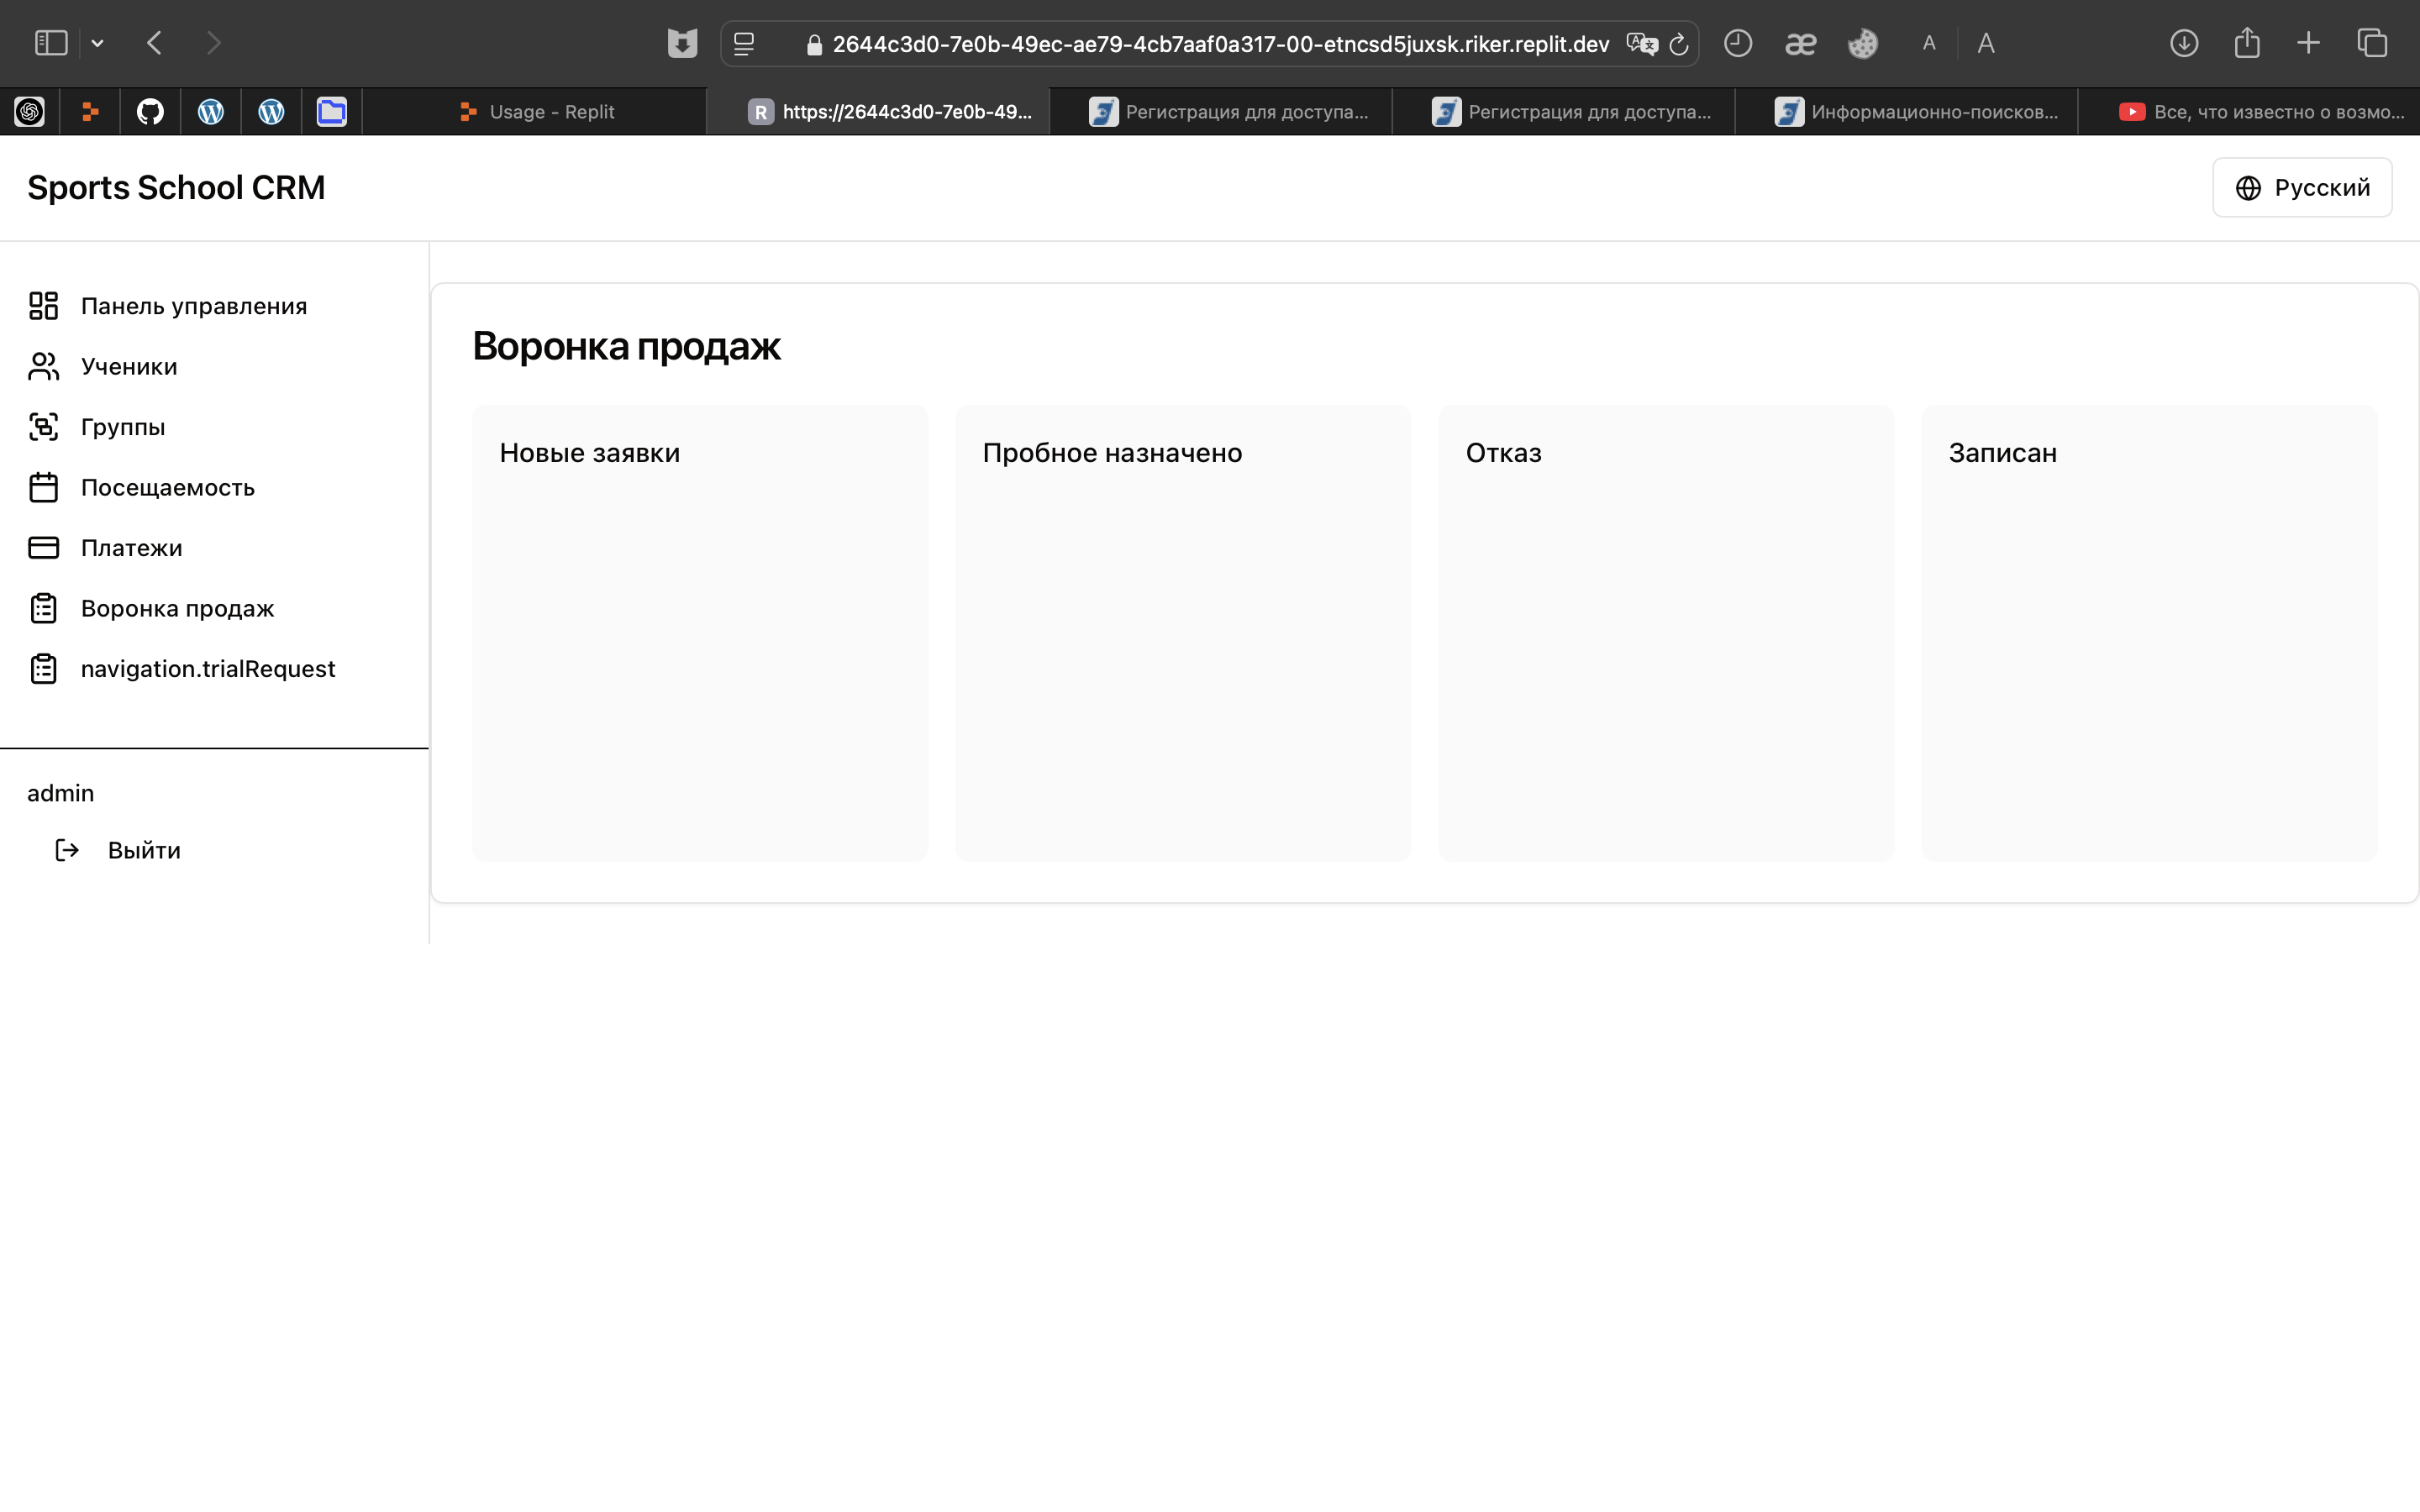 2644c3d0-7e0b-49ec-ae79-4cb7aaf0a317-00-etncsd5juxsk.riker.replit.dev
A A
Usage - Replit
R https://2644c3d0-7e0b-49...
Регистрация для доступа...
Регистрация для доступа...
Информационно-поисков...
Все, что известно о возмо...
Sports School CRM
Русский
Панель управления
Ученики
Группы
Посещаемость
Платежи
Воронка продаж
navigation.trialRequest
admin
Выйти
Воронка продаж
Новые заявки
Пробное назначено
Отказ
Записан